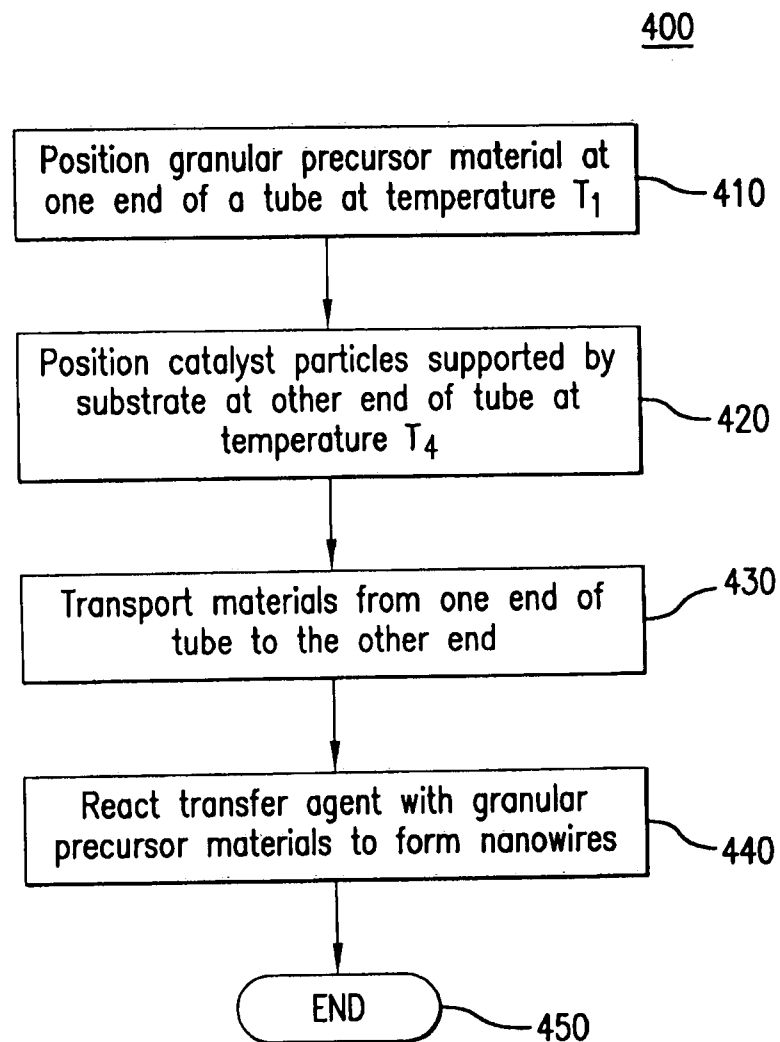 400
Position granular precursor material at
one end of a tube at temperature T₁
410
Position catalyst particles supported by
substrate at other end of tube at
temperature T₄
420
Transport materials from one end of
tube to the other end
430
React transfer agent with granular
precursor materials to form nanowires
440
END
450